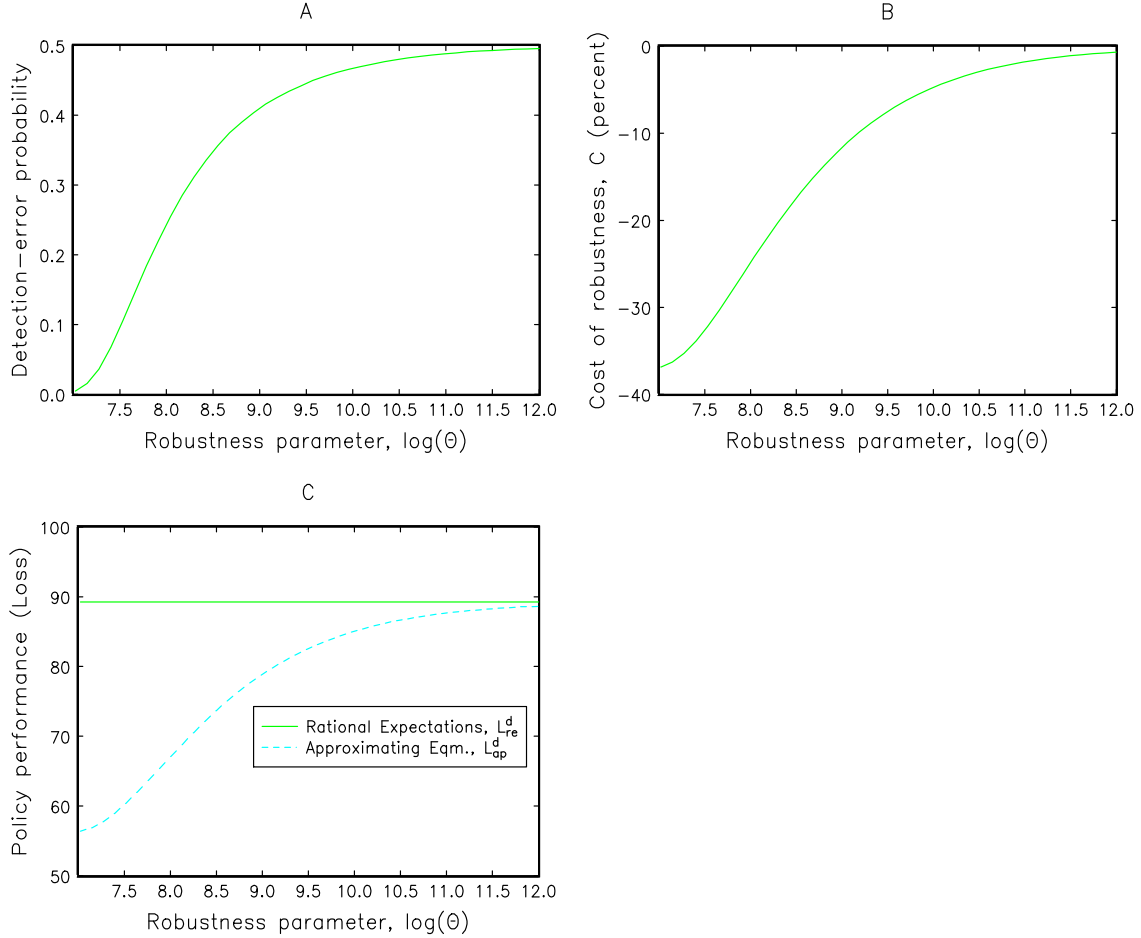 A
Detection-error probability
0.5
0.4
0.3
0.2
0.1
0.0
7.5 8.0 8.5 9.0 9.5 10.0 10.5 11.0 11.5 12.0
Robustness parameter, log(Θ)
B
Cost of robustness, C (percent)
0
-10
-20
-30
-40
7.5 8.0 8.5 9.0 9.5 10.0 10.5 11.0 11.5 12.0
Robustness parameter, log(Θ)
C
Policy performance (Loss)
100
90
80
70
60
50
Rational Expectations, L^d_re
Approximating Eqm., L^d_ap
7.5 8.0 8.5 9.0 9.5 10.0 10.5 11.0 11.5 12.0
Robustness parameter, log(Θ)